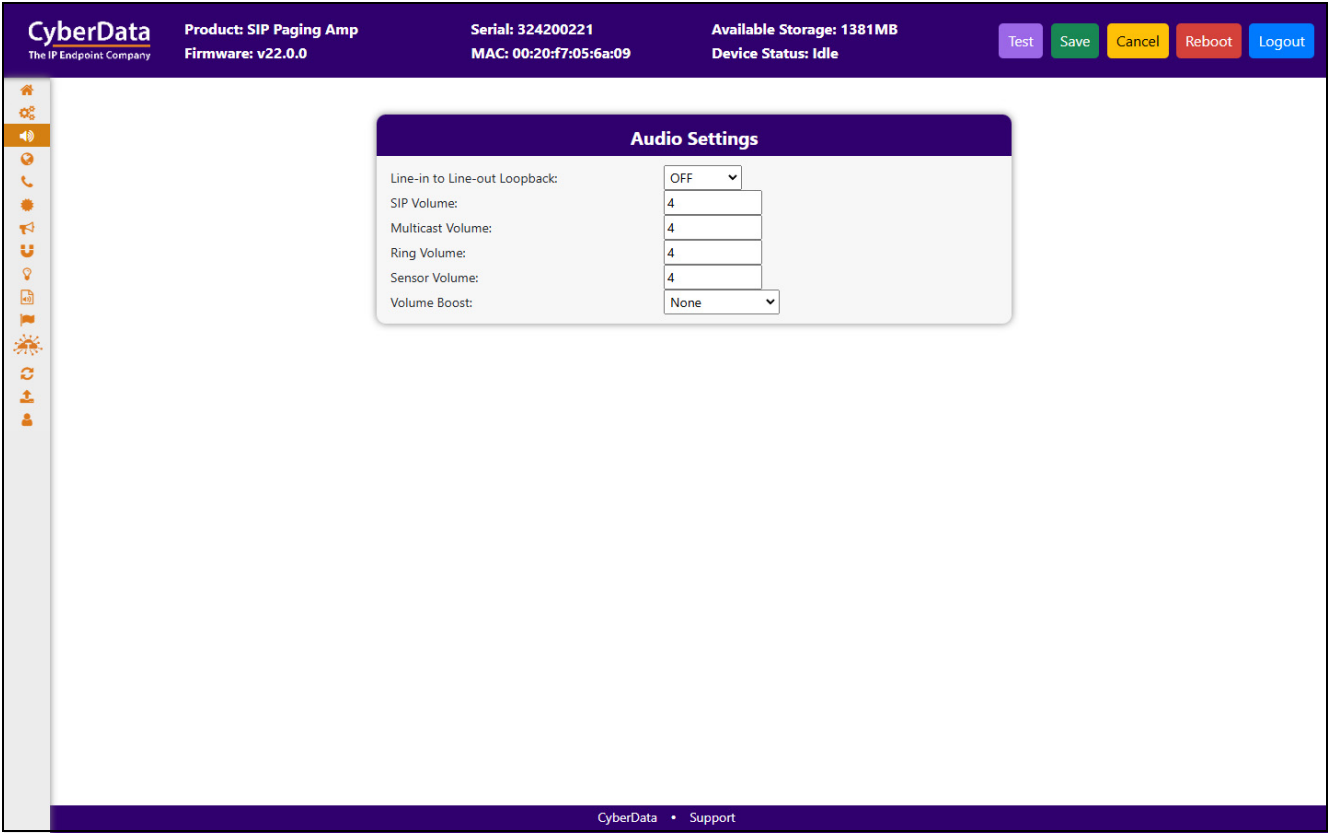 CyberData
The IP Endpoint Company
Product: SIP Paging Amp
Firmware: v22.0.0
Serial: 324200221
MAC: 00:20:f7:05:6a:09
Available Storage: 1381MB
Device Status: Idle
Test Save Cancel Reboot Logout
Audio Settings
Line-in to Line-out Loopback: OFF
SIP Volume: 4
Multicast Volume: 4
Ring Volume: 4
Sensor Volume: 4
Volume Boost: None
CyberData • Support